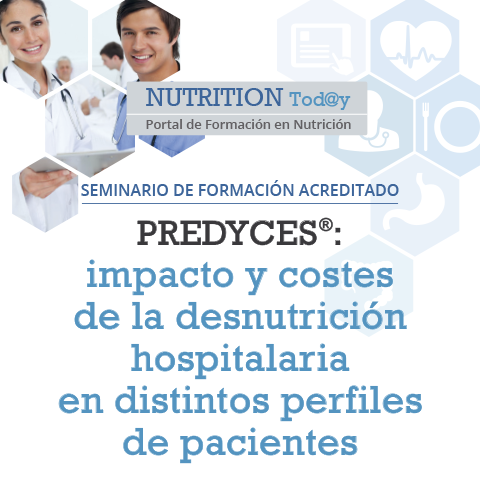 NUTRITION Tod@y
Portal de Formación en Nutrición
SEMINARIO DE FORMACIÓN ACREDITADO
PREDYCES®:
impacto y costes
de la desnutrición
hospitalaria
en distintos perfiles
de pacientes